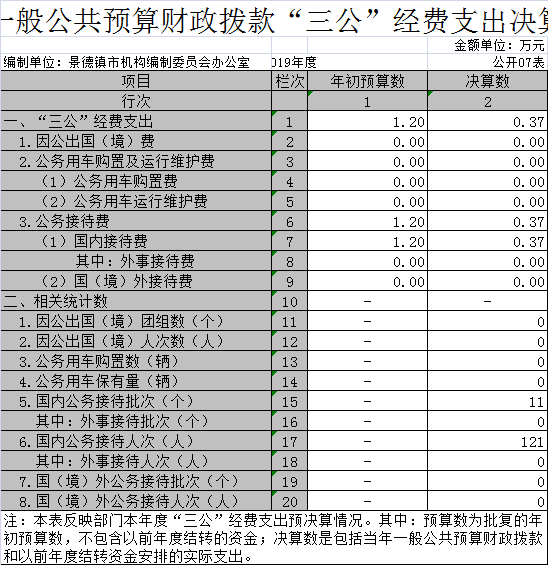 一般公共预算财政拨款“三公”经费支出决算
金额单位：万元
编制单位：景德镇市机构编制委员会办公室 019年度 公开07表
项目 栏次 年初预算数 决算数
行次 1 2
一、“三公”经费支出 1 1.20 0.37
1.因公出国（境）费 2 0.00 0.00
2.公务用车购置及运行维护费 3 0.00 0.00
（1）公务用车购置费 4 0.00 0.00
（2）公务用车运行维护费 5 0.00 0.00
3.公务接待费 6 1.20 0.37
（1）国内接待费 7 1.20 0.37
其中：外事接待费 8 0.00 0.00
（2）国（境）外接待费 9 0.00 0.00
二、相关统计数 10 － －
1.因公出国（境）团组数（个） 11 － 0
2.因公出国（境）人次数（人） 12 － 0
3.公务用车购置数（辆） 13 － 0
4.公务用车保有量（辆） 14 － 0
5.国内公务接待批次（个） 15 － 11
其中：外事接待批次（个） 16 － 0
6.国内公务接待人次（人） 17 － 121
其中：外事接待人次（人） 18 － 0
7.国（境）外公务接待批次（个） 19 － 0
8.国（境）外公务接待人次（人） 20 － 0
注：本表反映部门本年度“三公”经费支出预决算情况。其中：预算数为批复的年
初预算数，不包含以前年度结转的资金；决算数是包括当年一般公共预算财政拨款
和以前年度结转资金安排的实际支出。